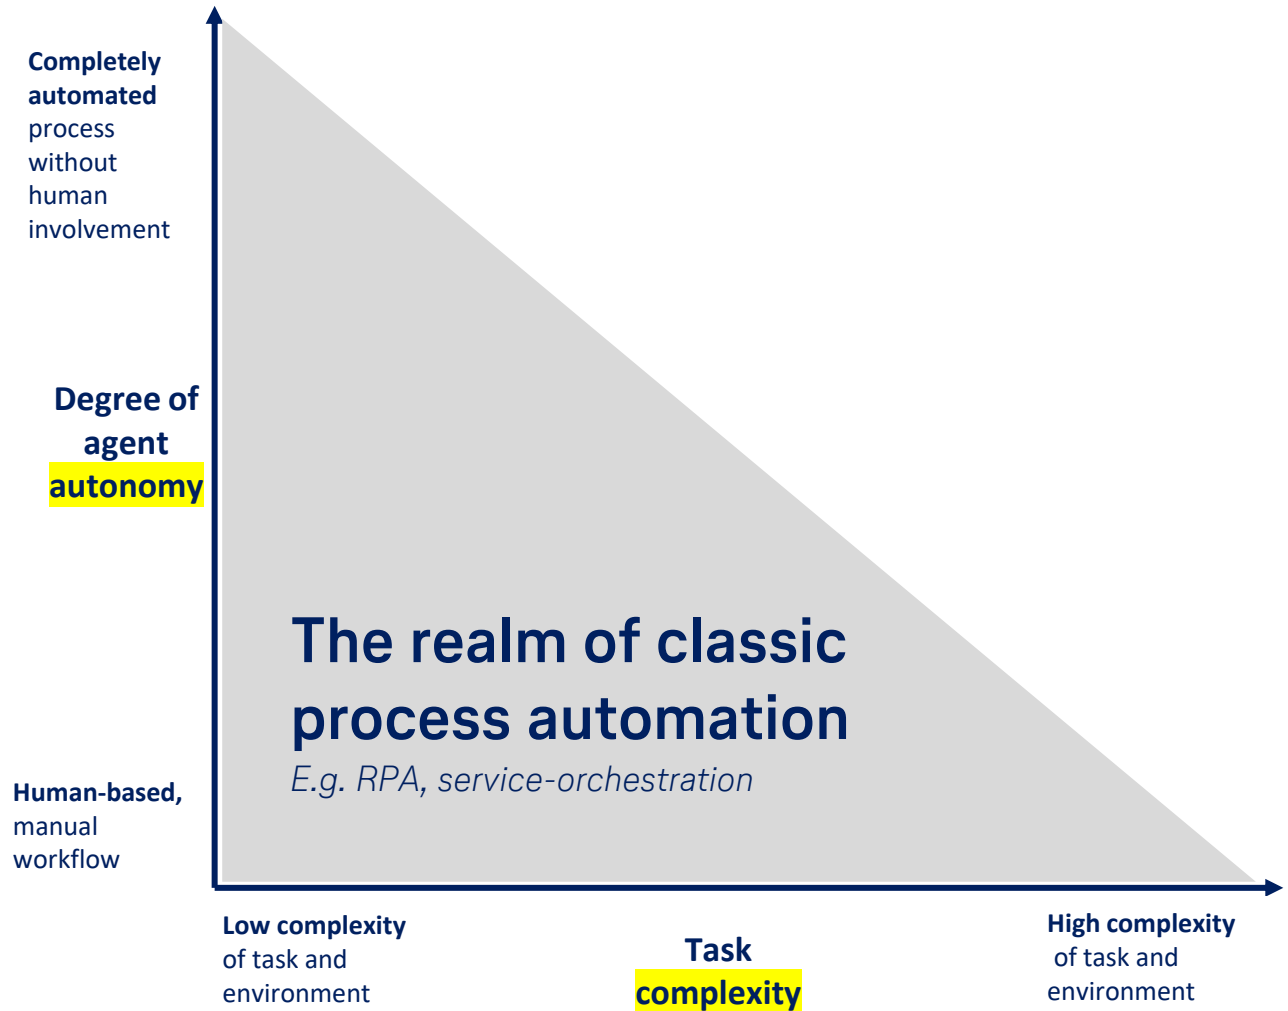 Completely
automated
process
without
human
involvement
Degree of
agent
autonomy
The realm of classic
process automation
E.g. RPA, service-orchestration
Human-based,
manual
workflow
Low complexity
of task and
environment
Task
complexity
High complexity
of task and
environment